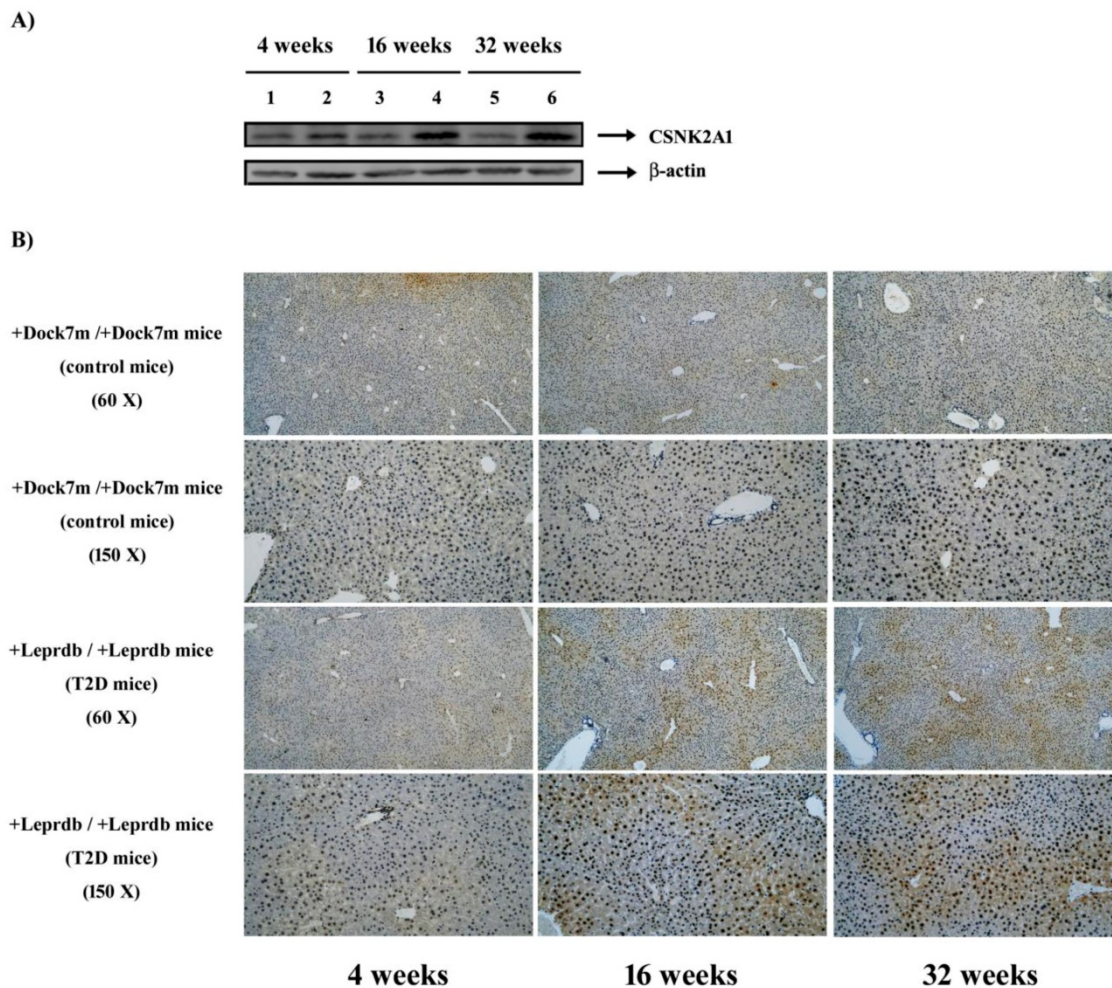 A)
4 weeks 16 weeks 32 weeks
1 2 3 4 5 6
CSNK2A1
β-actin
B)
+Dock7m /+Dock7m mice
(control mice)
(60 X)
+Dock7m /+Dock7m mice
(control mice)
(150 X)
+Leprdb / +Leprdb mice
(T2D mice)
(60 X)
+Leprdb / +Leprdb mice
(T2D mice)
(150 X)
4 weeks 16 weeks 32 weeks